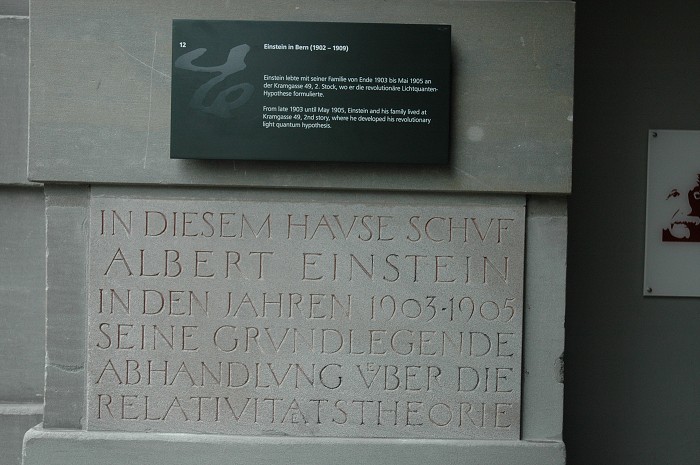 12
Einstein in Bern (1902 – 1909)
Einstein lebte mit seiner Familie von Ende 1903 bis Mai 1905 an
der Kramgasse 49, 2. Stock, wo er die revolutionäre Lichtquanten-
Hypothese formulierte.
From late 1903 until May 1905, Einstein and his family lived at
Kramgasse 49, 2nd story, where he developed his revolutionary
light quantum hypothesis.
IN DIESEM HAVSE SCHVF
ALBERT EINSTEIN
IN DEN JAHREN 1903-1905
SEINE GRVNDLEGENDE
ABHANDLVNG VͤBER DIE
RELATIVITAͤTSTHEORIE